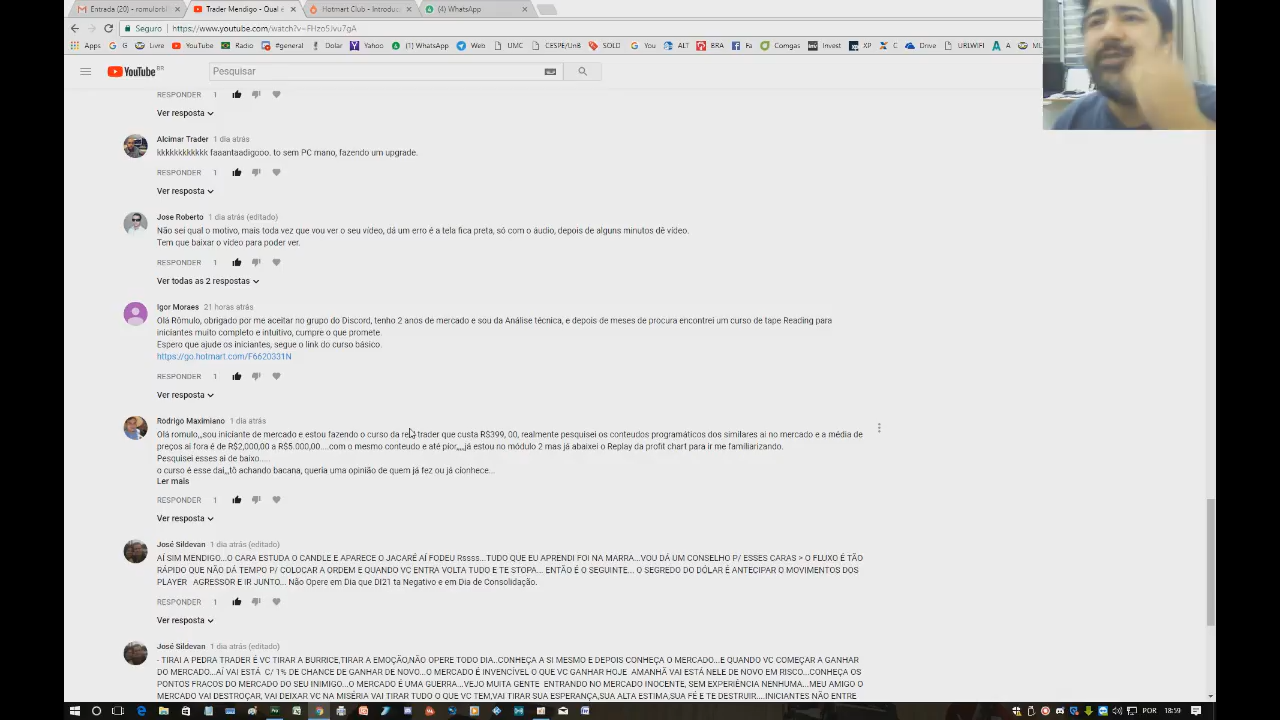 Entrada (20) - romulorbl
Trader Mendigo - Qual é
Hotmart Club - Introduç
(4) WhatsApp
Seguro
https://www.youtube.com/watch?v=FHzo5Jvu7gA
Apps
G
Livre
YouTube
Radio
#general
Dolar
Yahoo
(1) WhatsApp
Web
UMC
CESPE/UnB
SOLD
You
ALT
BRA
Fa
Comgas
Invest
XP
C
Drive
URLWIFI
A
YouTube BR
Pesquisar
RESPONDER 1
Ver resposta
Alcimar Trader 1 dia atrás
kkkkkkkkkkk faaantaadigooo. to sem PC mano, fazendo um upgrade.
RESPONDER 1
Ver resposta
Jose Roberto 1 dia atrás (editado)
Não sei qual o motivo, mais toda vez que vou ver o seu vídeo, dá um erro é a tela fica preta, só com o áudio, depois de alguns minutos dê vídeo.
Tem que baixar o vídeo para poder ver.
RESPONDER 1
Ver todas as 2 respostas
Igor Moraes 21 horas atrás
Olá Rômulo, obrigado por me aceitar no grupo do Discord, tenho 2 anos de mercado e sou da Análise técnica, e depois de meses de procura encontrei um curso de tape Reading para
iniciantes muito completo e intuitivo, cumpre o que promete.
Espero que ajude os iniciantes, segue o link do curso básico.
https://go.hotmart.com/F6620331N
RESPONDER 1
Ver resposta
Rodrigo Maximiano 1 dia atrás
Olá romulo,,,sou iniciante de mercado e estou fazendo o curso da trader que custa R$399, 00, realmente pesquisei os conteudos programáticos dos similares ai no mercado e a média de
preços ai fora é de R$2,000,00 a R$5.000,00....com o mesmo conteudo e até pior,,,,já estou no módulo 2 mas já abaixei o Replay da profit chart para ir me familiarizando.
Pesquisei esses ai de baixo.....
o curso é esse dai,,,tô achando bacana, queria uma opinião de quem já fez ou já cionhece...
Ler mais
RESPONDER 1
Ver resposta
José Sildevan 1 dia atrás (editado)
AÍ SIM MENDIGO...O CARA ESTUDA O CANDLE E APARECE O JACARÉ AÍ FODEU Rssss...TUDO QUE EU APRENDI FOI NA MARRA...VOU DÁ UM CONSELHO P/ ESSES CARAS > O FLUXO É TÃO
RÁPIDO QUE NÃO DÁ TEMPO P/ COLOCAR A ORDEM E QUANDO VC ENTRA VOLTA TUDO E TE STOPA... ENTÃO É O SEGUINTE... O SEGREDO DO DÓLAR É ANTECIPAR O MOVIMENTOS DOS
PLAYER AGRESSOR E IR JUNTO... Não Opere em Dia que DI21 ta Negativo e em Dia de Consolidação.
RESPONDER 1
Ver resposta
José Sildevan 1 dia atrás (editado)
- TIRAI A PEDRA TRADER É VC TIRAR A BURRICE,TIRAR A EMOÇÃO,NÃO OPERE TODO DIA..CONHEÇA A SI MESMO E DEPOIS CONHEÇA O MERCADO...E QUANDO VC COMEÇAR A GANHAR
DO MERCADO...AÍ VAI ESTÁ C/ 1% DE CHANCE DE GANHAR DE NOVO...O MERCADO É INVENCÍVEL O QUE VC GANHAR HOJE AMANHÃ VAI ESTÁ NELE DE NOVO EM RISCO...CONHEÇA OS
PONTOS FRACOS DO MERCADO DO SEU INIMIGO...O MERCADO É UMA GUERRA...VEJO MUITA GENTE ENTRANDO NO MERCADO INOCENTE, SEM EXPERIÊNCIA NENHUMA...MEU AMIGO O
MERCADO VAI DESTROÇAR, VAI DEIXAR VC NA MISÉRIA VAI TIRAR TUDO O QUE VC TEM,VAI TIRAR SUA ESPERANÇA,SUA ALTA ESTIMA,SUA FÉ E TE DESTRUIR....INICIANTES NÃO ENTRE
POR
18:59